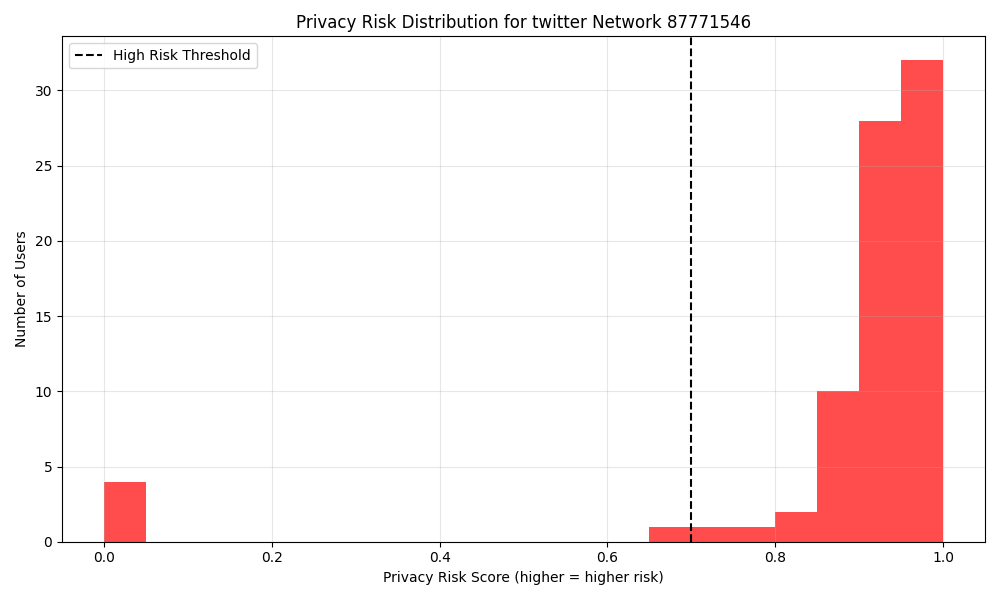 Privacy Risk Distribution for twitter Network 87771546
High Risk Threshold
Number of Users
30
25
20
15
10
5
0
0.0 0.2 0.4 0.6 0.8 1.0
Privacy Risk Score (higher = higher risk)